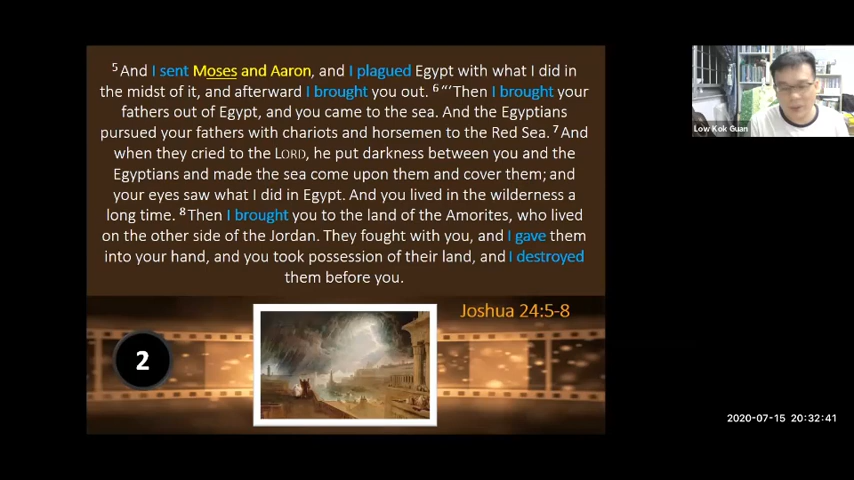 5And I sent Moses and Aaron, and I plagued Egypt with what I did in
the midst of it, and afterward I brought you out. 6“‘Then I brought your
fathers out of Egypt, and you came to the sea. And the Egyptians
pursued your fathers with chariots and horsemen to the Red Sea. 7And
when they cried to the LORD, he put darkness between you and the
Egyptians and made the sea come upon them and cover them; and
your eyes saw what I did in Egypt. And you lived in the wilderness a
long time. 8Then I brought you to the land of the Amorites, who lived
on the other side of the Jordan. They fought with you, and I gave them
into your hand, and you took possession of their land, and I destroyed
them before you.
Joshua 24:5-8
2
Low Kok Guan
2020-07-15 20:32:41